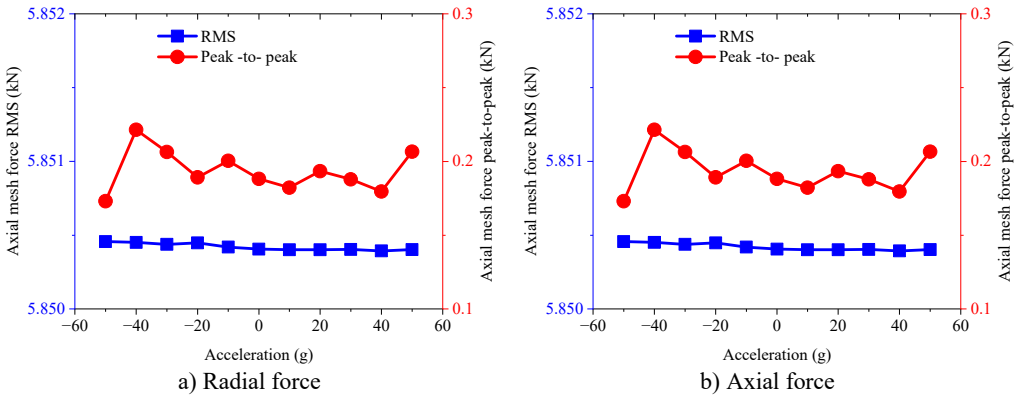 5.852
5.851
5.850
Axial mesh force RMS (kN)
RMS
Peak -to- peak
0.3
0.2
0.1
Axial mesh force peak-to-peak (kN)
−60 −40 −20 0 20 40 60
Acceleration (g)
a) Radial force
5.852
5.851
5.850
Axial mesh force RMS (kN)
RMS
Peak -to- peak
0.3
0.2
0.1
Axial mesh force peak-to-peak (kN)
−60 −40 −20 0 20 40 60
Acceleration (g)
b) Axial force